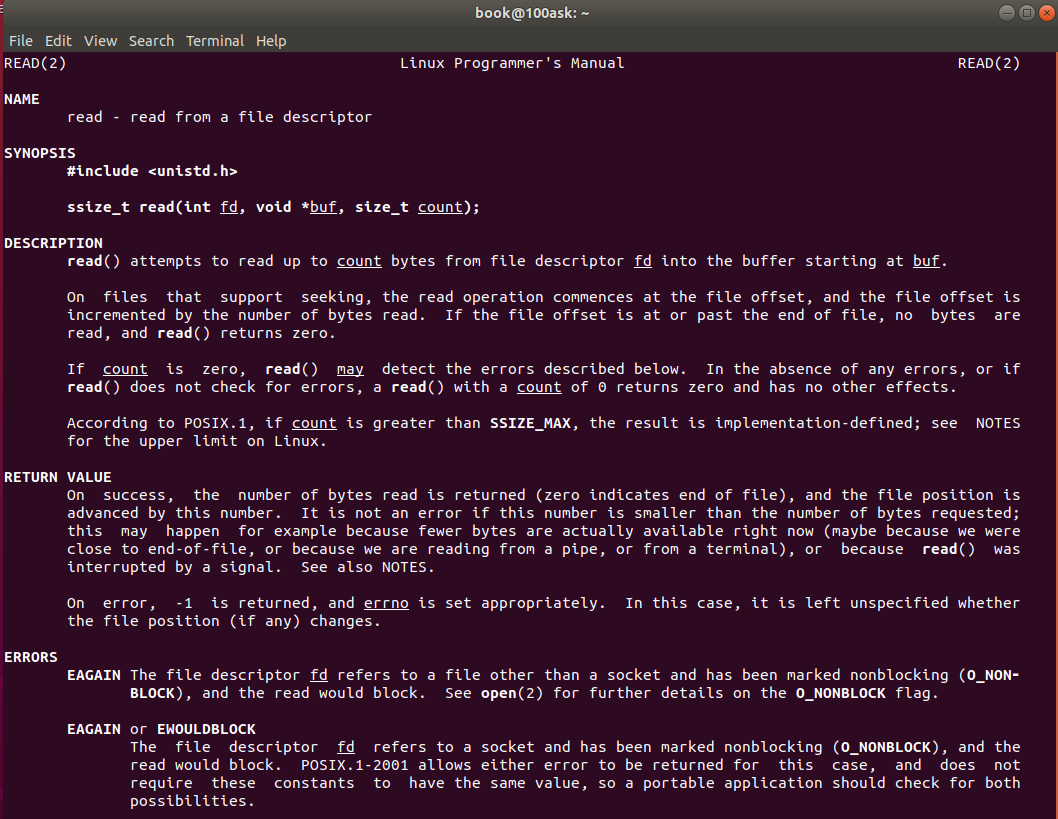 book@100ask: ~
File Edit View Search Terminal Help
READ(2) Linux Programmer's Manual READ(2)
NAME
read - read from a file descriptor
SYNOPSIS
#include <unistd.h>
ssize_t read(int fd, void *buf, size_t count);
DESCRIPTION
read() attempts to read up to count bytes from file descriptor fd into the buffer starting at buf.
On files that support seeking, the read operation commences at the file offset, and the file offset is
incremented by the number of bytes read. If the file offset is at or past the end of file, no bytes are
read, and read() returns zero.
If count is zero, read() may detect the errors described below. In the absence of any errors, or if
read() does not check for errors, a read() with a count of 0 returns zero and has no other effects.
According to POSIX.1, if count is greater than SSIZE_MAX, the result is implementation-defined; see NOTES
for the upper limit on Linux.
RETURN VALUE
On success, the number of bytes read is returned (zero indicates end of file), and the file position is
advanced by this number. It is not an error if this number is smaller than the number of bytes requested;
this may happen for example because fewer bytes are actually available right now (maybe because we were
close to end-of-file, or because we are reading from a pipe, or from a terminal), or because read() was
interrupted by a signal. See also NOTES.
On error, -1 is returned, and errno is set appropriately. In this case, it is left unspecified whether
the file position (if any) changes.
ERRORS
EAGAIN The file descriptor fd refers to a file other than a socket and has been marked nonblocking (O_NON-
BLOCK), and the read would block. See open(2) for further details on the O_NONBLOCK flag.
EAGAIN or EWOULDBLOCK
The file descriptor fd refers to a socket and has been marked nonblocking (O_NONBLOCK), and the
read would block. POSIX.1-2001 allows either error to be returned for this case, and does not
require these constants to have the same value, so a portable application should check for both
possibilities.